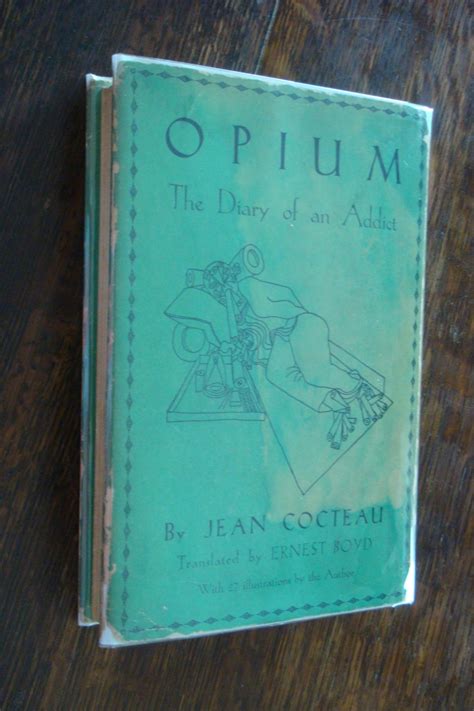 OPIUM
The Diary of an Addict
By JEAN COCTEAU
Translated by ERNEST BOYD
With 27 illustrations by the Author